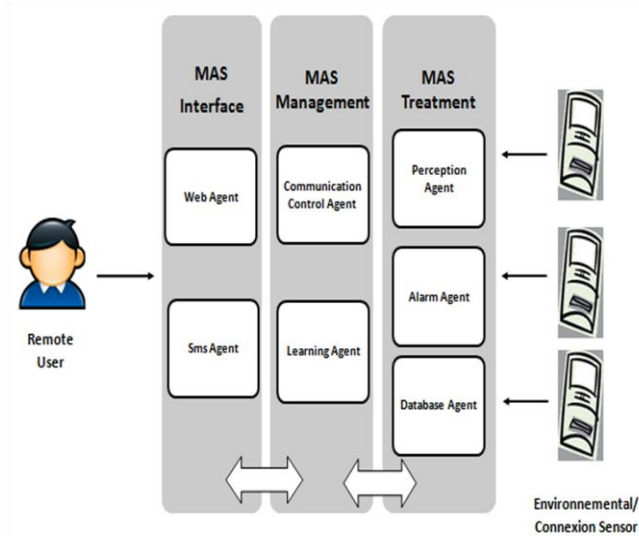 MAS
Interface
MAS
Management
MAS
Treatment
Web Agent
Communication
Control Agent
Perception
Agent
Alarm Agent
Sms Agent
Learning Agent
Database Agent
Remote
User
Environnemental/
Connexion Sensor